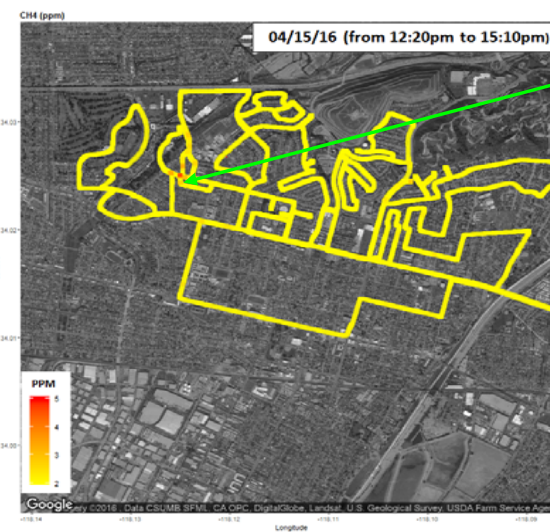 CH4 (ppm)
04/15/16 (from 12:20pm to 15:10pm)
34.03
34.02
34.01
34.00
PPM
5
4
3
2
Google ery ©2016 Data CSUMB SFML, CA OPC, DigitalGlobe, Landsat, U.S. Geological Survey, USDA Farm Service Age
-118.14
-118.13
-118.12
-118.11
-118.10
-118.09
Longitude